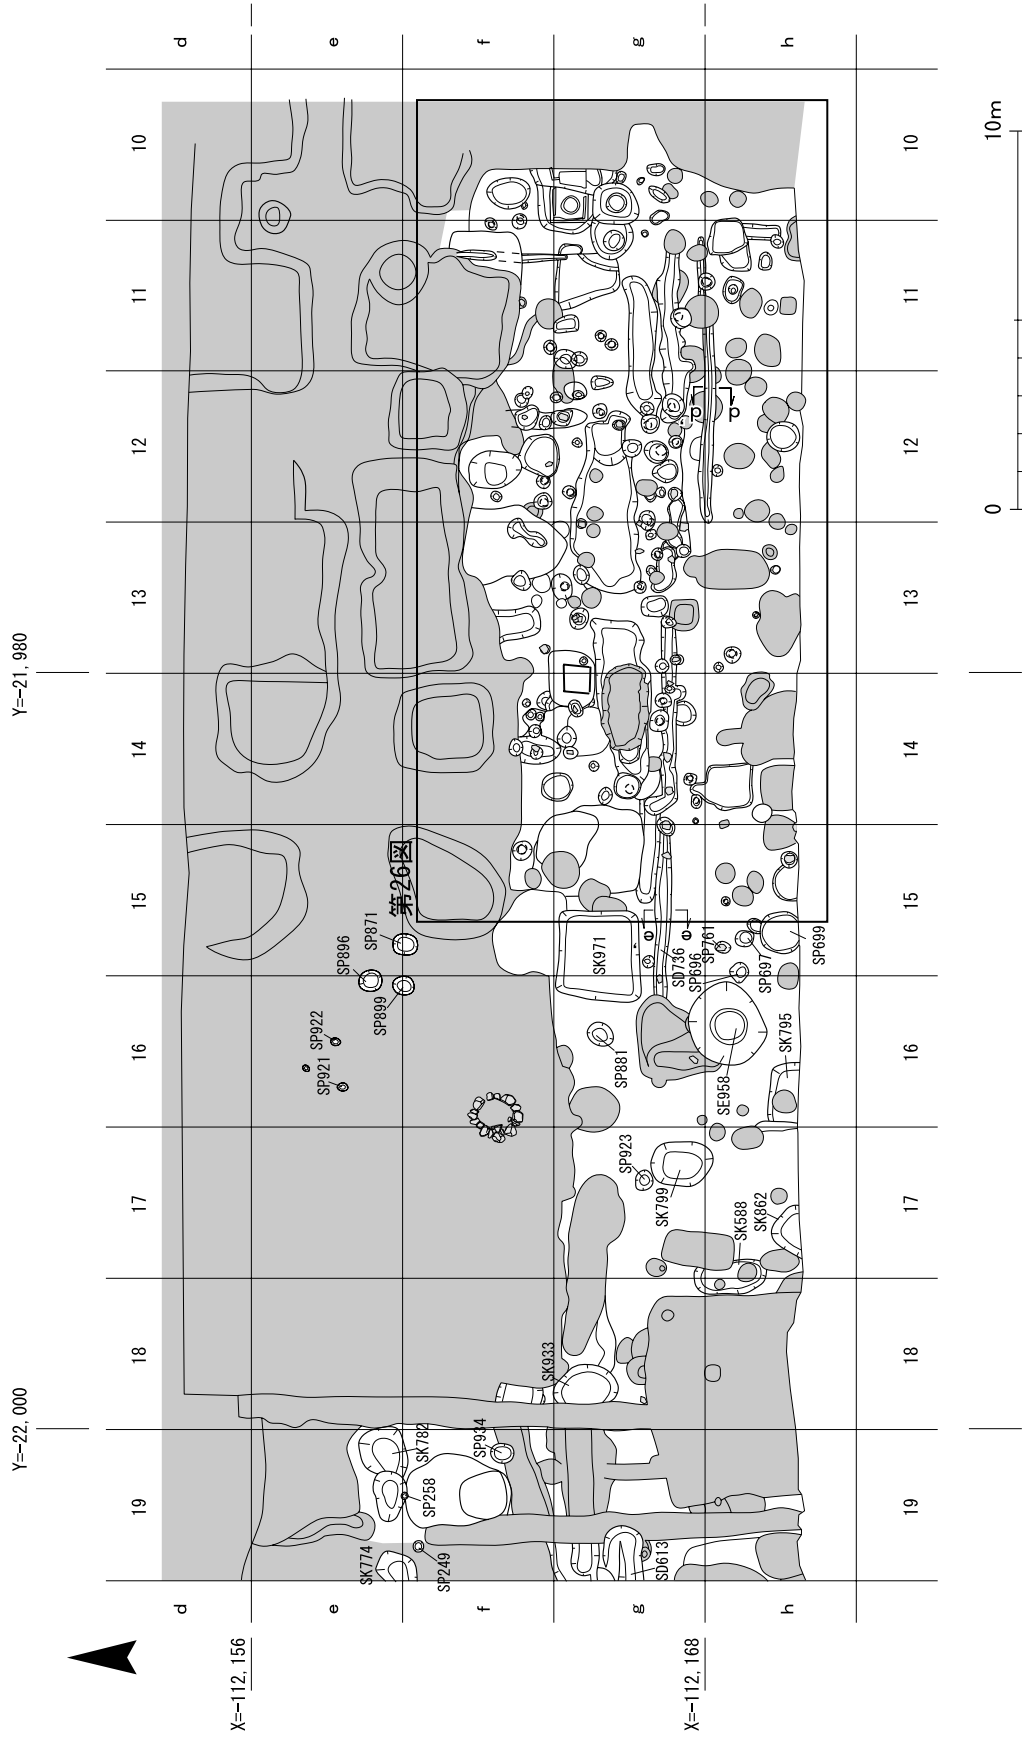 d
e
f
g
h
10
11
12
13
14
15
16
17
18
19
10
11
12
13
14
15
16
17
18
19
d
e
f
g
h
Y=-21,980
Y=-22,000
X=-112,156
X=-112,168
0
10m
第26図
d
d'
e
e'
SP871
SP896
SP899
SP922
SP921
SK971
SD736
SP696
SP761
SP697
SP699
SP881
SE958
SK795
SP923
SK799
SK588
SK862
SK933
SK782
SP934
SP258
SP249
SK774
SD613